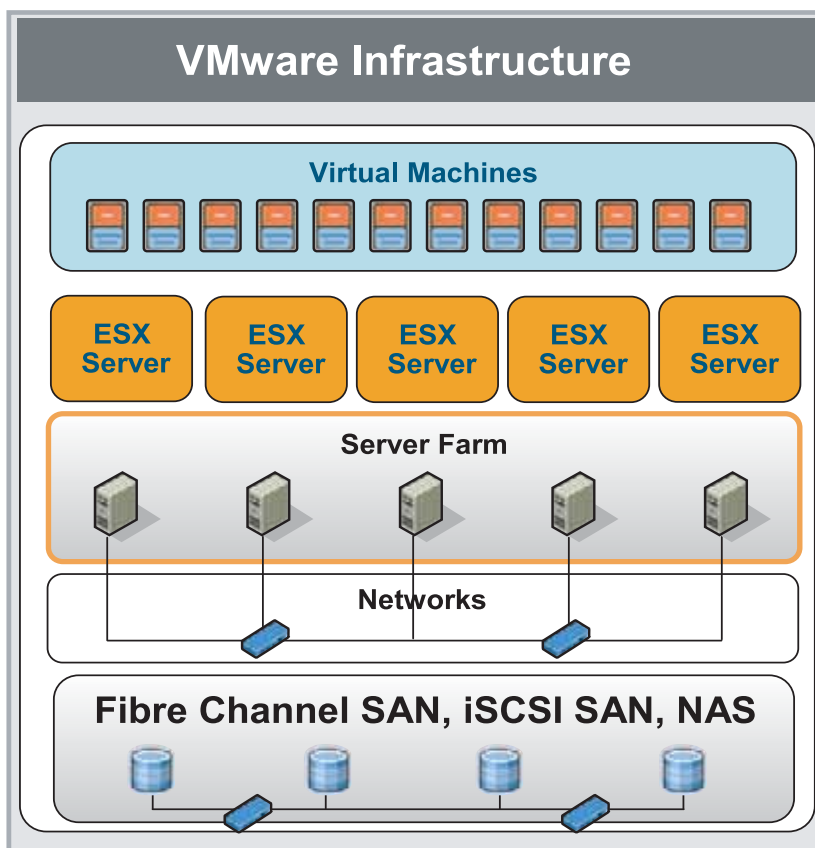 VMware Infrastructure
Virtual Machines
ESX
Server
ESX
Server
ESX
Server
ESX
Server
ESX
Server
Server Farm
Networks
Fibre Channel SAN, iSCSI SAN, NAS